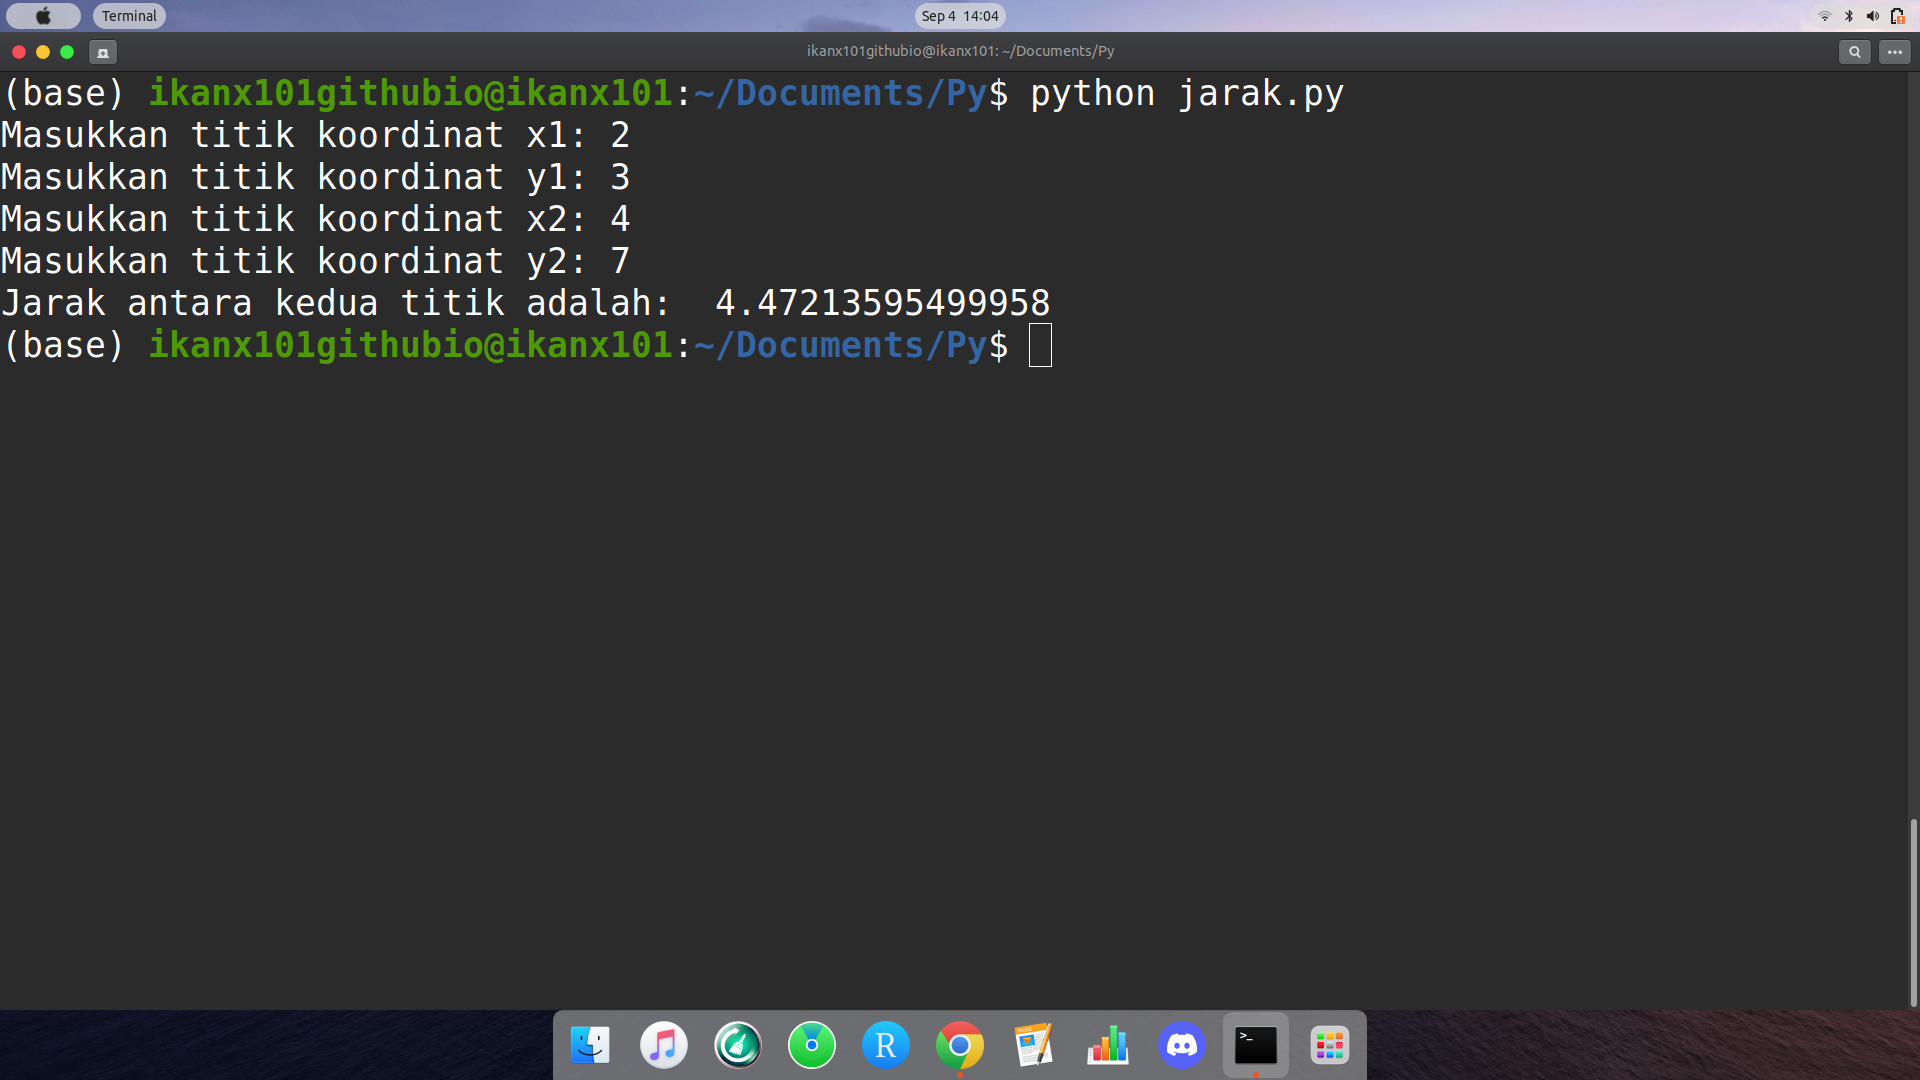 Terminal
Sep 4 14:04
ikanx101githubio@ikanx101: ~/Documents/Py
(base) ikanx101githubio@ikanx101:~/Documents/Py$ python jarak.py
Masukkan titik koordinat x1: 2
Masukkan titik koordinat y1: 3
Masukkan titik koordinat x2: 4
Masukkan titik koordinat y2: 7
Jarak antara kedua titik adalah:  4.47213595499958
(base) ikanx101githubio@ikanx101:~/Documents/Py$
R
>_